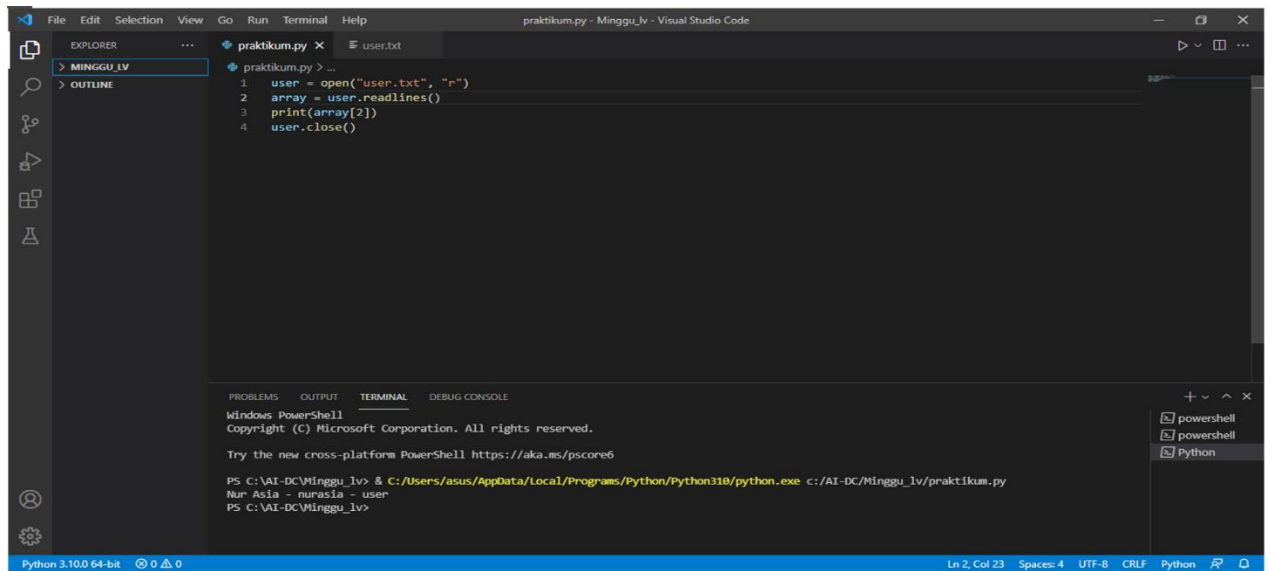 File Edit Selection View Go Run Terminal Help praktikum.py - Minggu_lv - Visual Studio Code
EXPLORER ... praktikum.py × user.txt
> MINGGU_LV praktikum.py > ...
> OUTLINE
1 user = open("user.txt", "r")
2 array = user.readlines()
3 print(array[2])
4 user.close()
PROBLEMS OUTPUT TERMINAL DEBUG CONSOLE
Windows PowerShell
Copyright (C) Microsoft Corporation. All rights reserved.
Try the new cross-platform PowerShell https://aka.ms/pscore6
PS C:\AI-DC\Minggu_lv> & C:/Users/asus/AppData/Local/Programs/Python/Python310/python.exe c:/AI-DC/Minggu_lv/praktikum.py
Nur Asia - nurasia - user
PS C:\AI-DC\Minggu_lv>
powershell
powershell
Python
Python 3.10.0 64-bit 0 0 Ln 2, Col 23 Spaces: 4 UTF-8 CRLF Python